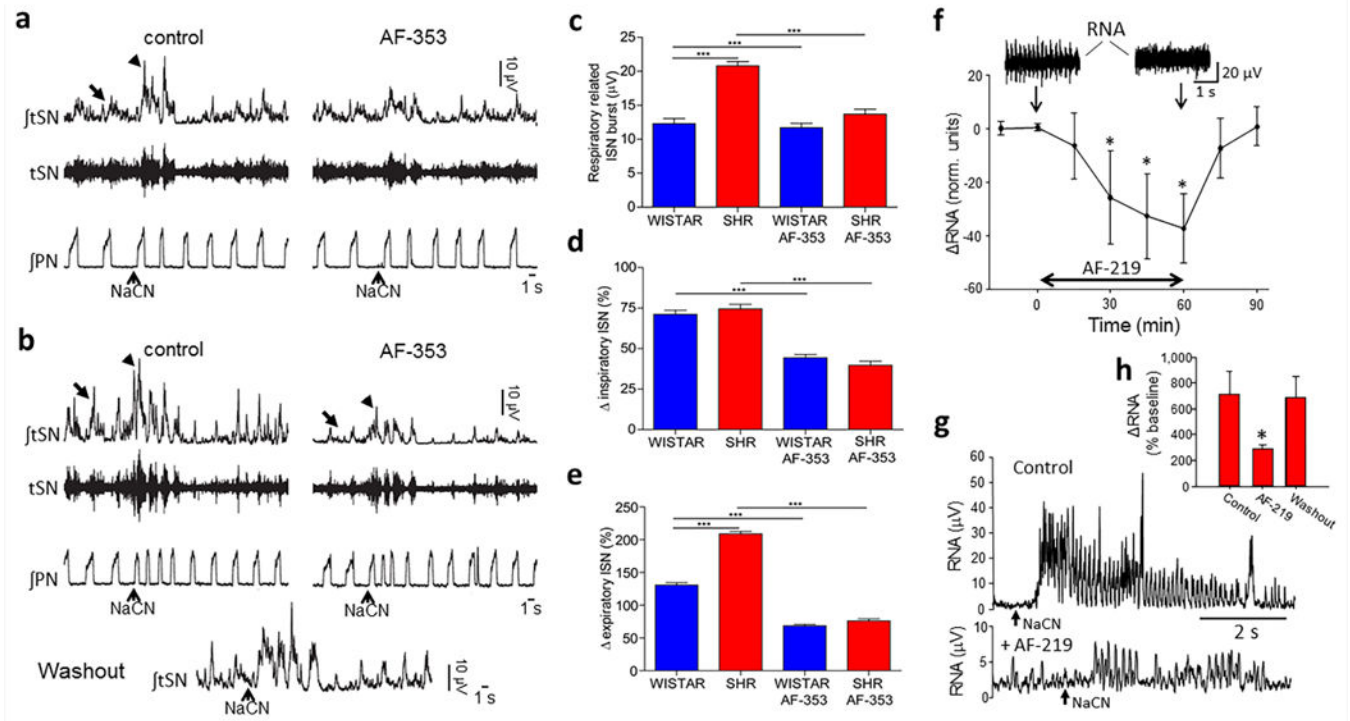 a
control
AF-353
10 µV
∫tSN
tSN
∫PN
NaCN
NaCN
1 s
b
control
AF-353
10 µV
∫tSN
tSN
∫PN
NaCN
NaCN
1 s
Washout
∫tSN
NaCN
10 µV
1 s
c
Respiratory related
ISN burst (µV)
25
20
15
10
5
0
***
***
***
WISTAR
SHR
WISTAR
AF-353
SHR
AF-353
d
Δ inspiratory ISN (%)
100
75
50
25
0
***
***
WISTAR
SHR
WISTAR
AF-353
SHR
AF-353
e
Δ expiratory ISN (%)
250
200
150
100
50
0
***
***
***
WISTAR
SHR
WISTAR
AF-353
SHR
AF-353
f
RNA
20 µV
1 s
ΔRNA (norm. units)
20
0
-20
-40
-60
*
*
*
AF-219
0
30
60
90
Time (min)
g
Control
RNA (µV)
60
50
40
30
20
10
0
NaCN
2 s
+ AF-219
RNA (µV)
10
5
0
NaCN
h
ΔRNA
(% baseline)
1,000
800
600
400
200
0
*
Control
AF-219
Washout